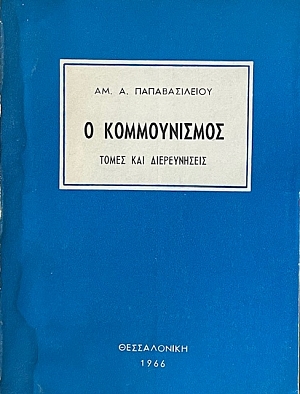 ΑΜ. Α. ΠΑΠΑΒΑΣΙΛΕΙΟΥ
Ο ΚΟΜΜΟΥΝΙΣΜΟΣ
ΤΟΜΕΣ ΚΑΙ ΔΙΕΡΕΥΝΗΣΕΙΣ
ΘΕΣΣΑΛΟΝΙΚΗ
1966